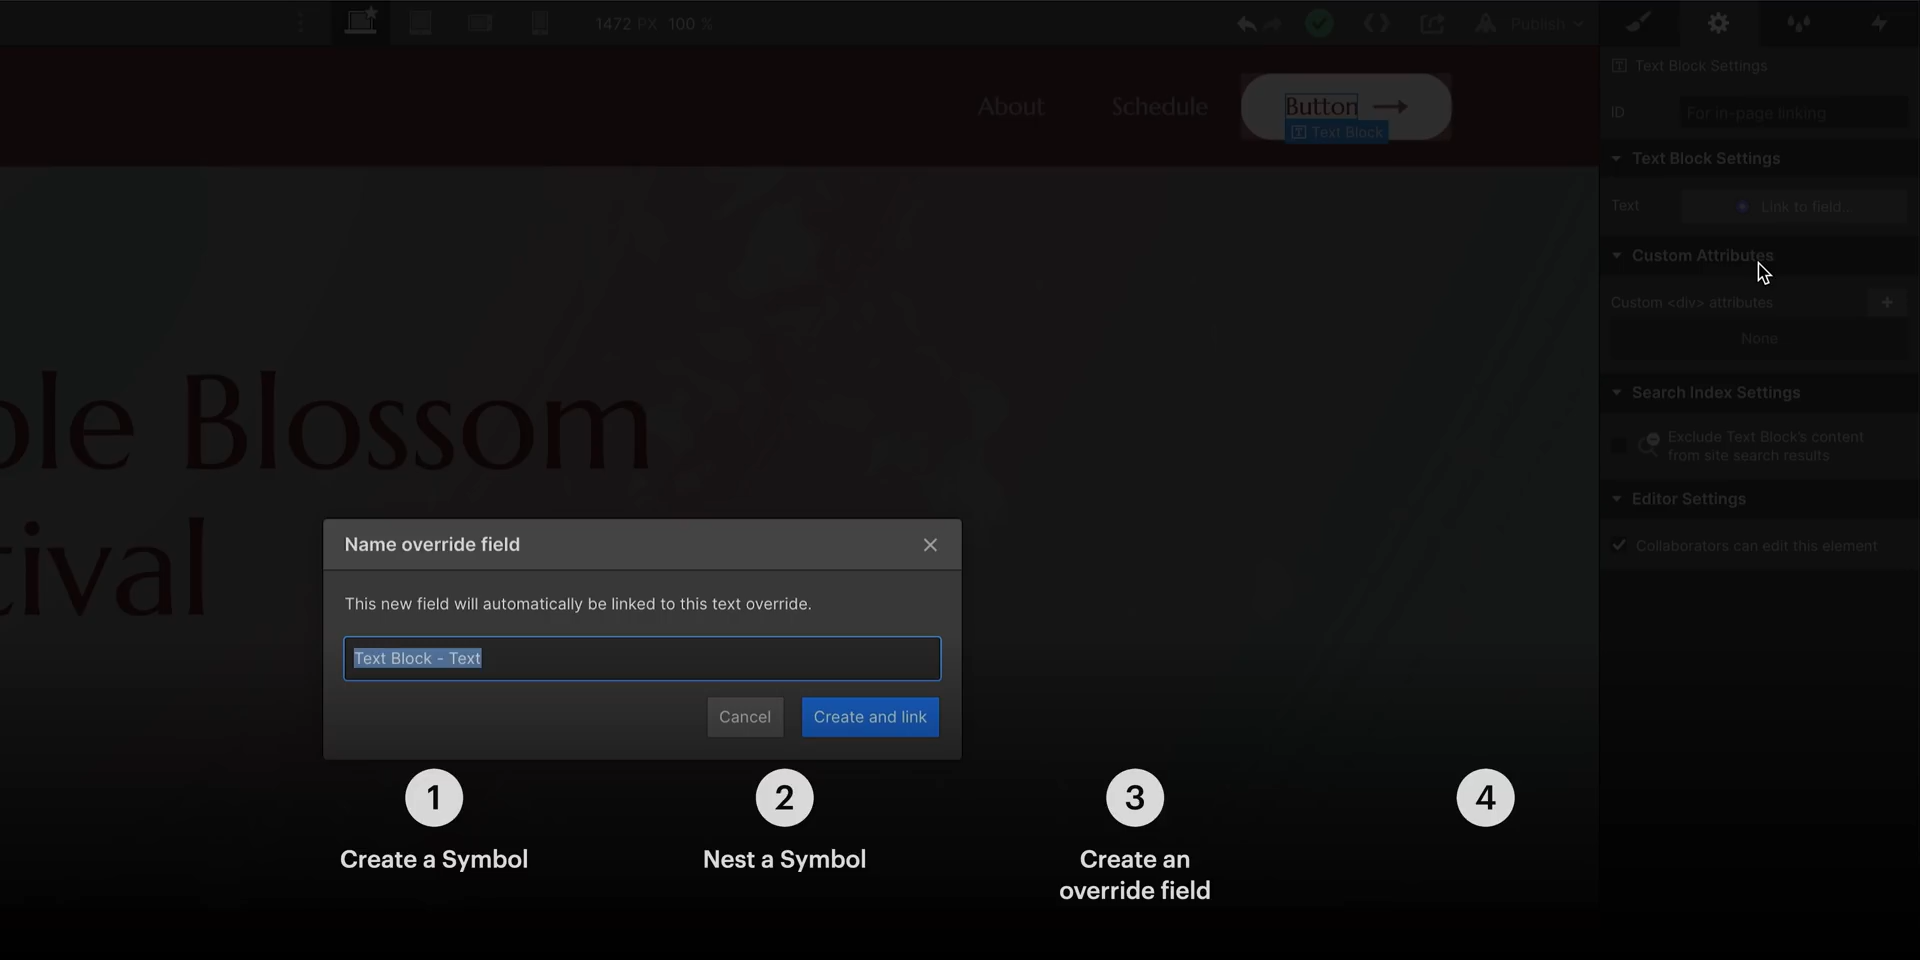 1472 PX 100 %
Publish
About
Schedule
Button
Text Block
Text Block Settings
ID
For in-page linking
Text Block Settings
Text
Link to field...
Custom Attributes
Custom <div> attributes
None
Search Index Settings
Exclude Text Block's content
from site search results
Editor Settings
Collaborators can edit this element
ple Blossom
tival
Name override field
This new field will automatically be linked to this text override.
Text Block - Text
Cancel
Create and link
1
Create a Symbol
2
Nest a Symbol
3
Create an
override field
4